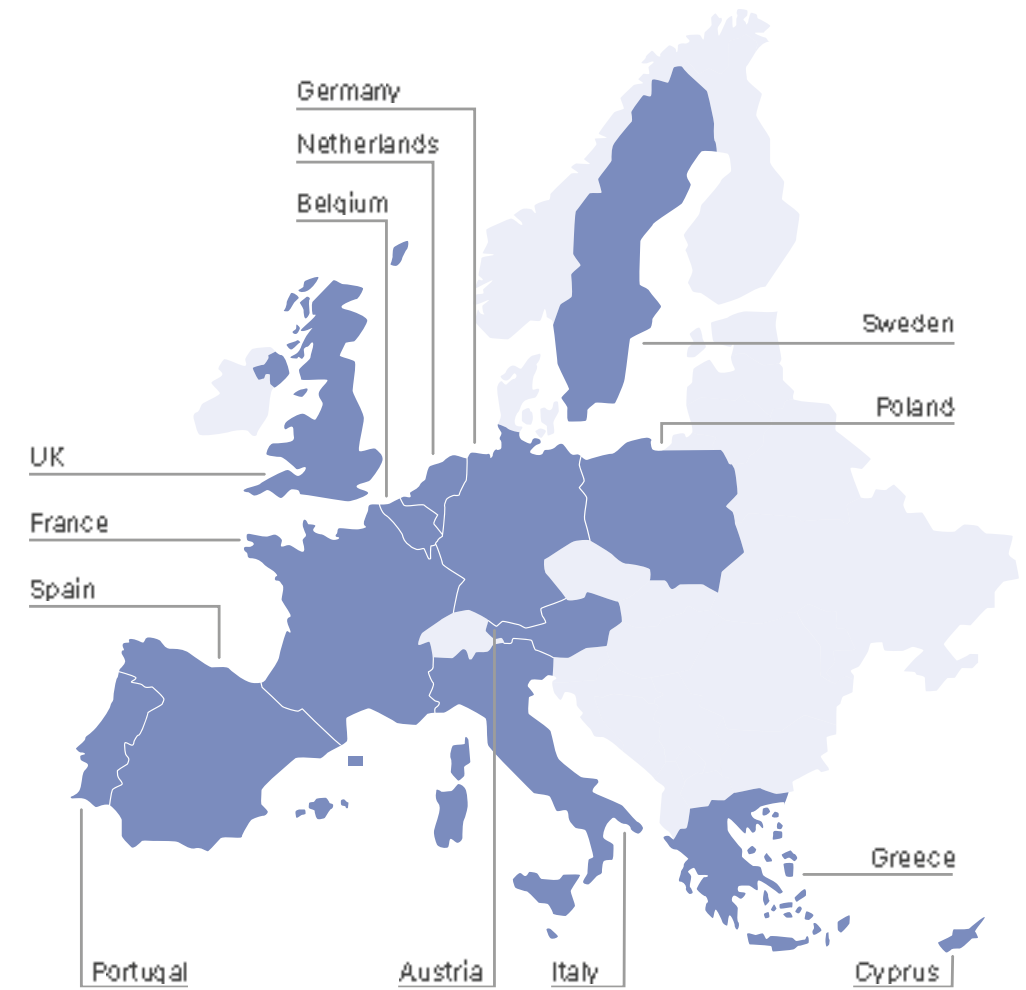 Germany
Netherlands
Belgium
Sweden
Poland
UK
France
Spain
Greece
Portugal
Austria
Italy
Cyprus